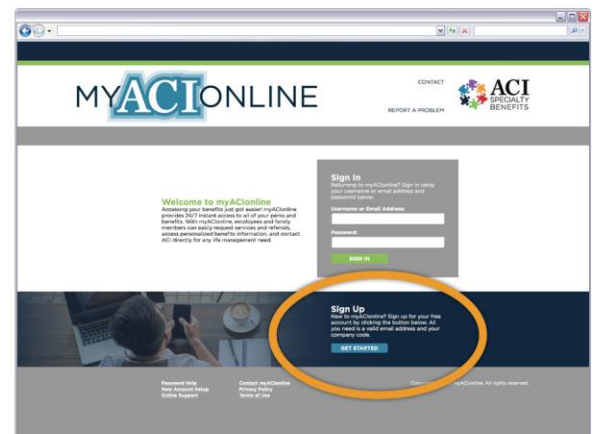 CONTACT
MYACIONLINE
ACI
SPECIALTY
BENEFITS
REPORT A PROBLEM
Sign In
Returning to myACIonline? Sign in using
your username or email address and
password below.
Welcome to myACIonline
Accessing your benefits just got easier! myACIonline
provides 24/7 instant access to all of your perks and
benefits. With myACIonline, employees and family
members can easily request services and referrals,
access personalized benefits information, and contact
ACI directly for any life management need.
Username or Email Address:
Password:
SIGN IN
Sign Up
New to myACIonline? Sign up for your free
account by clicking the button below. All
you need is a valid email address and your
company code.
GET STARTED
Password Help
New Account Setup
Online Support
Contact myACIonline
Privacy Policy
Terms of Use
myACIonline. All rights reserved.